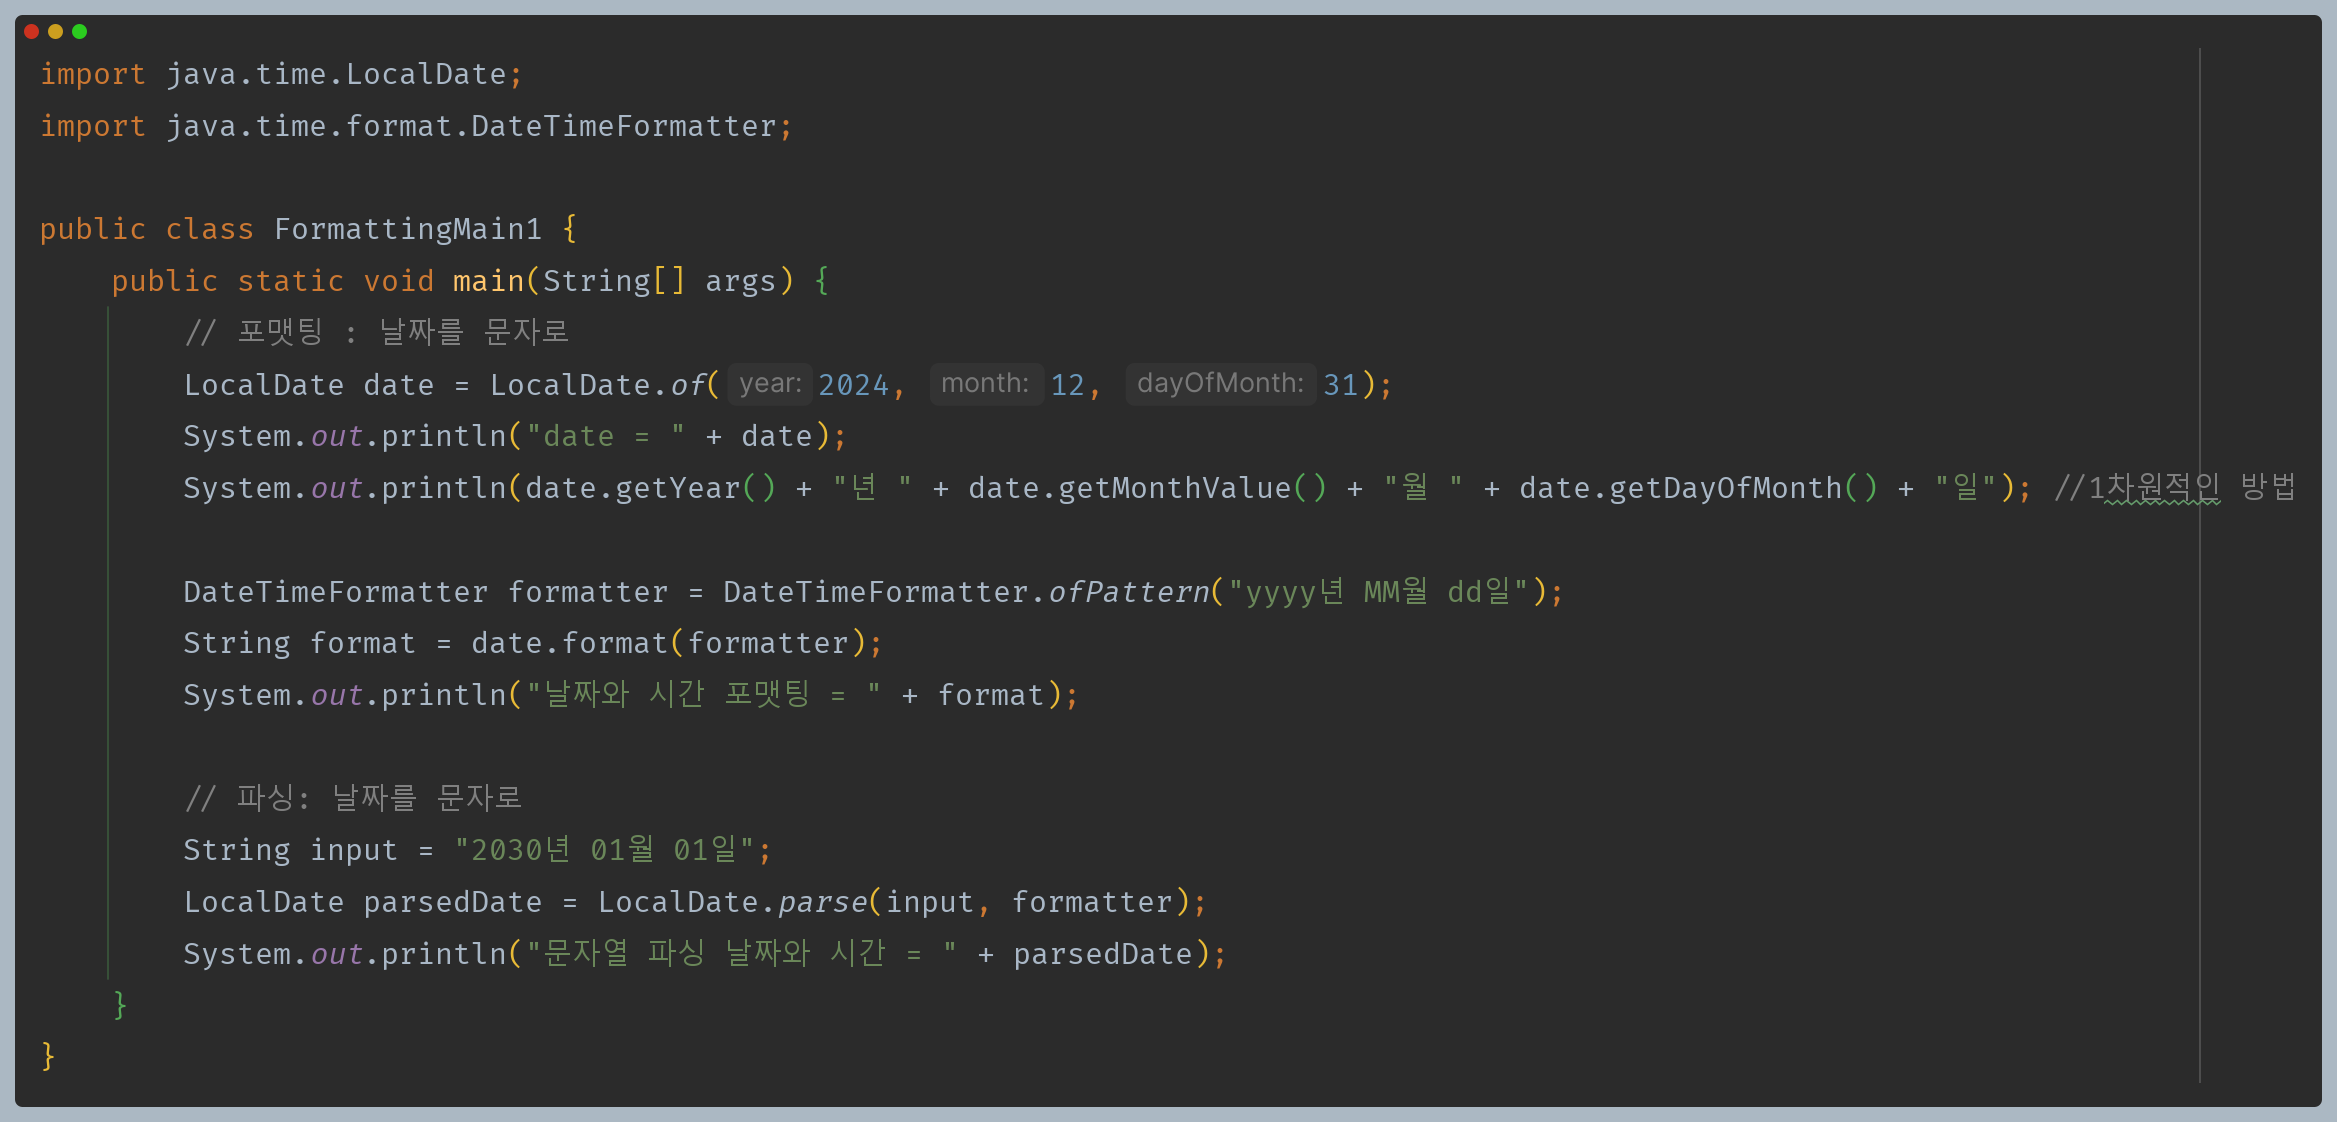 import java.time.LocalDate;
import java.time.format.DateTimeFormatter;
public class FormattingMain1 {
public static void main(String[] args) {
// 포맷팅 : 날짜를 문자로
LocalDate date = LocalDate.of( year: 2024, month: 12, dayOfMonth: 31);
System.out.println("date = " + date);
System.out.println(date.getYear() + "년 " + date.getMonthValue() + "월 " + date.getDayOfMonth() + "일"); //1차원적인 방법
DateTimeFormatter formatter = DateTimeFormatter.ofPattern("yyyy년 MM월 dd일");
String format = date.format(formatter);
System.out.println("날짜와 시간 포맷팅 = " + format);
// 파싱: 날짜를 문자로
String input = "2030년 01월 01일";
LocalDate parsedDate = LocalDate.parse(input, formatter);
System.out.println("문자열 파싱 날짜와 시간 = " + parsedDate);
}
}